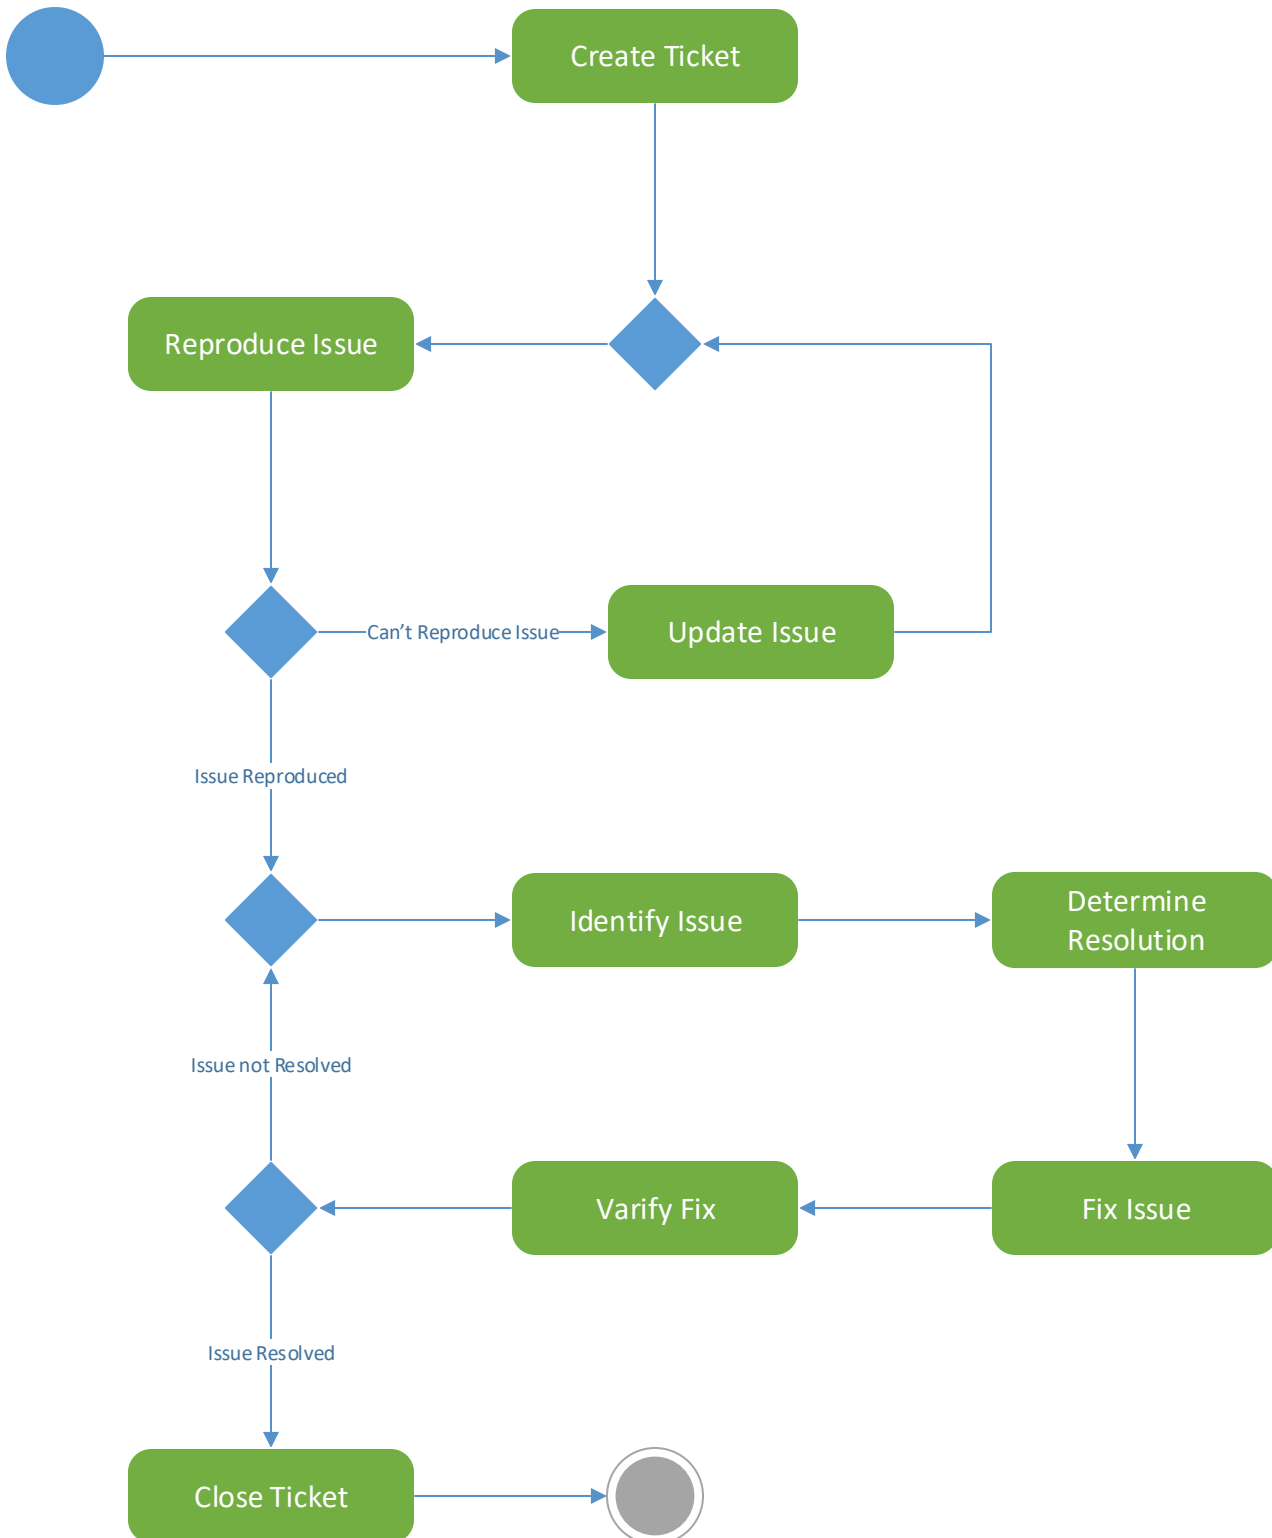 Create Ticket
Reproduce Issue
Can't Reproduce Issue
Update Issue
Issue Reproduced
Identify Issue
Determine
Resolution
Issue not Resolved
Varify Fix
Fix Issue
Issue Resolved
Close Ticket